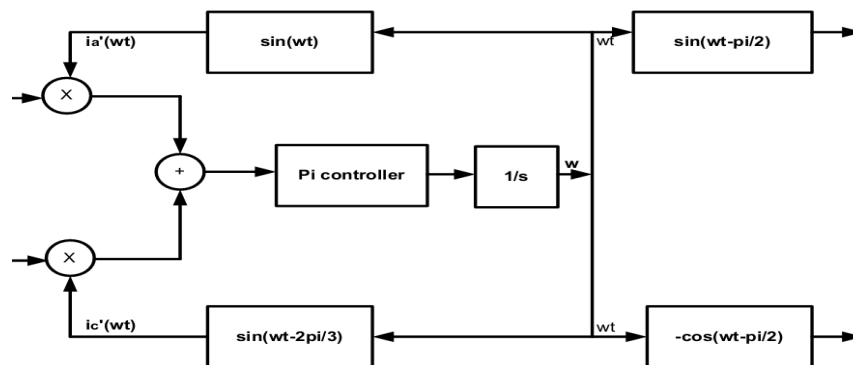 ia'(wt)
sin(wt)
wt
sin(wt-pi/2)
×
+
Pi controller
1/s
w
×
ic'(wt)
sin(wt-2pi/3)
wt
-cos(wt-pi/2)